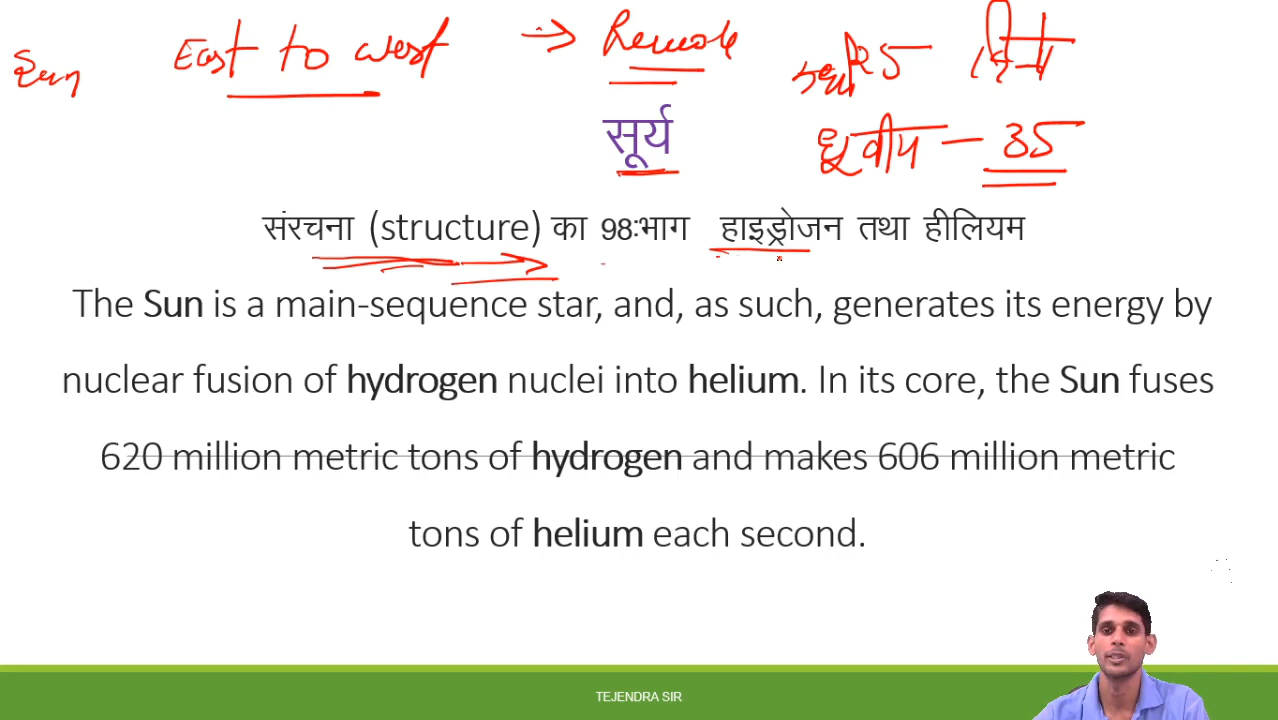 Sun East to west → Remote
सूर्य
ध्रुवीय — 35
संरचना (structure) का 98:भाग हाइड्रोजन तथा हीलियम
The Sun is a main-sequence star, and, as such, generates its energy by
nuclear fusion of hydrogen nuclei into helium. In its core, the Sun fuses
620 million metric tons of hydrogen and makes 606 million metric
tons of helium each second.
TEJENDRA SIR